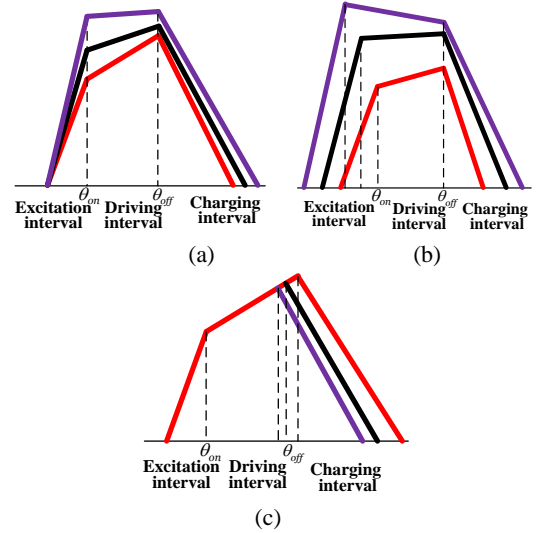 θon θoff
Excitation Driving Charging
interval interval interval
(a)
θon θoff
Excitation Driving Charging
interval interval interval
(b)
θon θoff
Excitation Driving Charging
interval interval interval
(c)